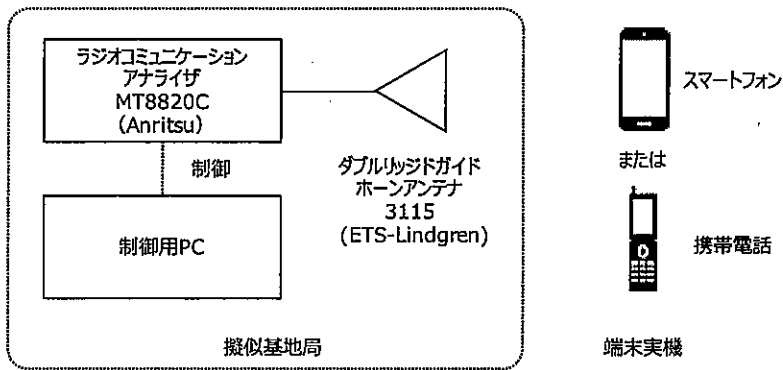 ラジオコミュニケーション
アナライザ
MT8820C
(Anritsu)
制御
制御用PC
ダブルリッジドガイド
ホーンアンテナ
3115
(ETS-Lindgren)
擬似基地局
スマートフォン
または
携帯電話
端末実機